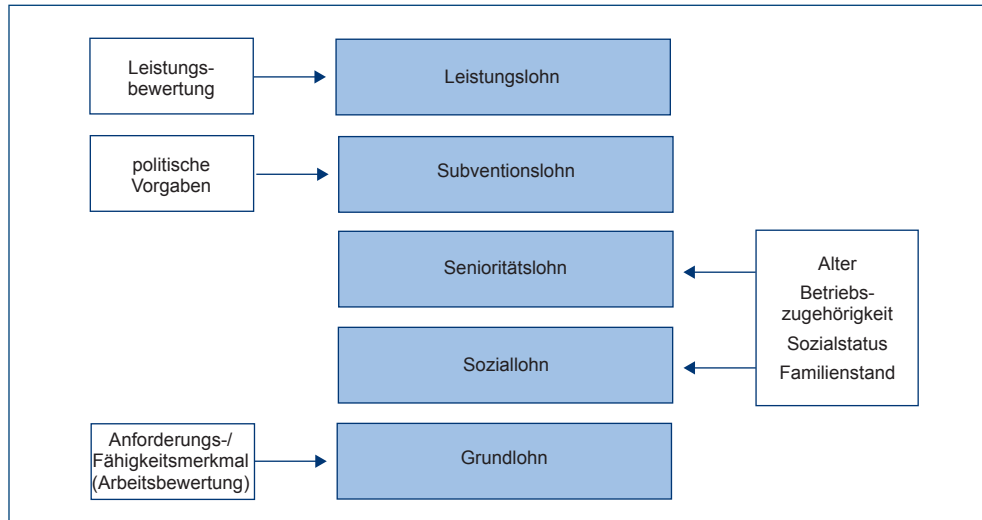 Leistungs-
bewertung
Leistungslohn
politische
Vorgaben
Subventionslohn
Senioritätslohn
Alter
Betriebs-
zugehörigkeit
Sozialstatus
Familienstand
Soziallohn
Anforderungs-/
Fähigkeitsmerkmal
(Arbeitsbewertung)
Grundlohn